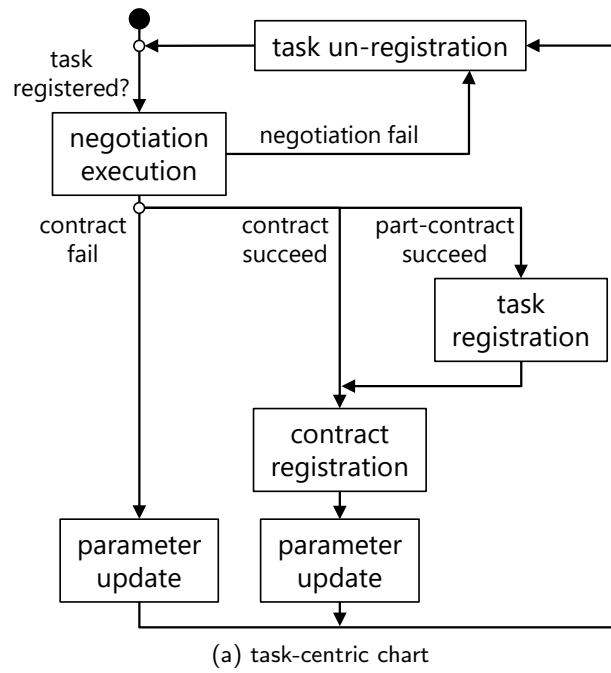 task un-registration
task
registered?
negotiation
execution
negotiation fail
contract
fail
contract
succeed
part-contract
succeed
task
registration
contract
registration
parameter
update
parameter
update
(a) task-centric chart